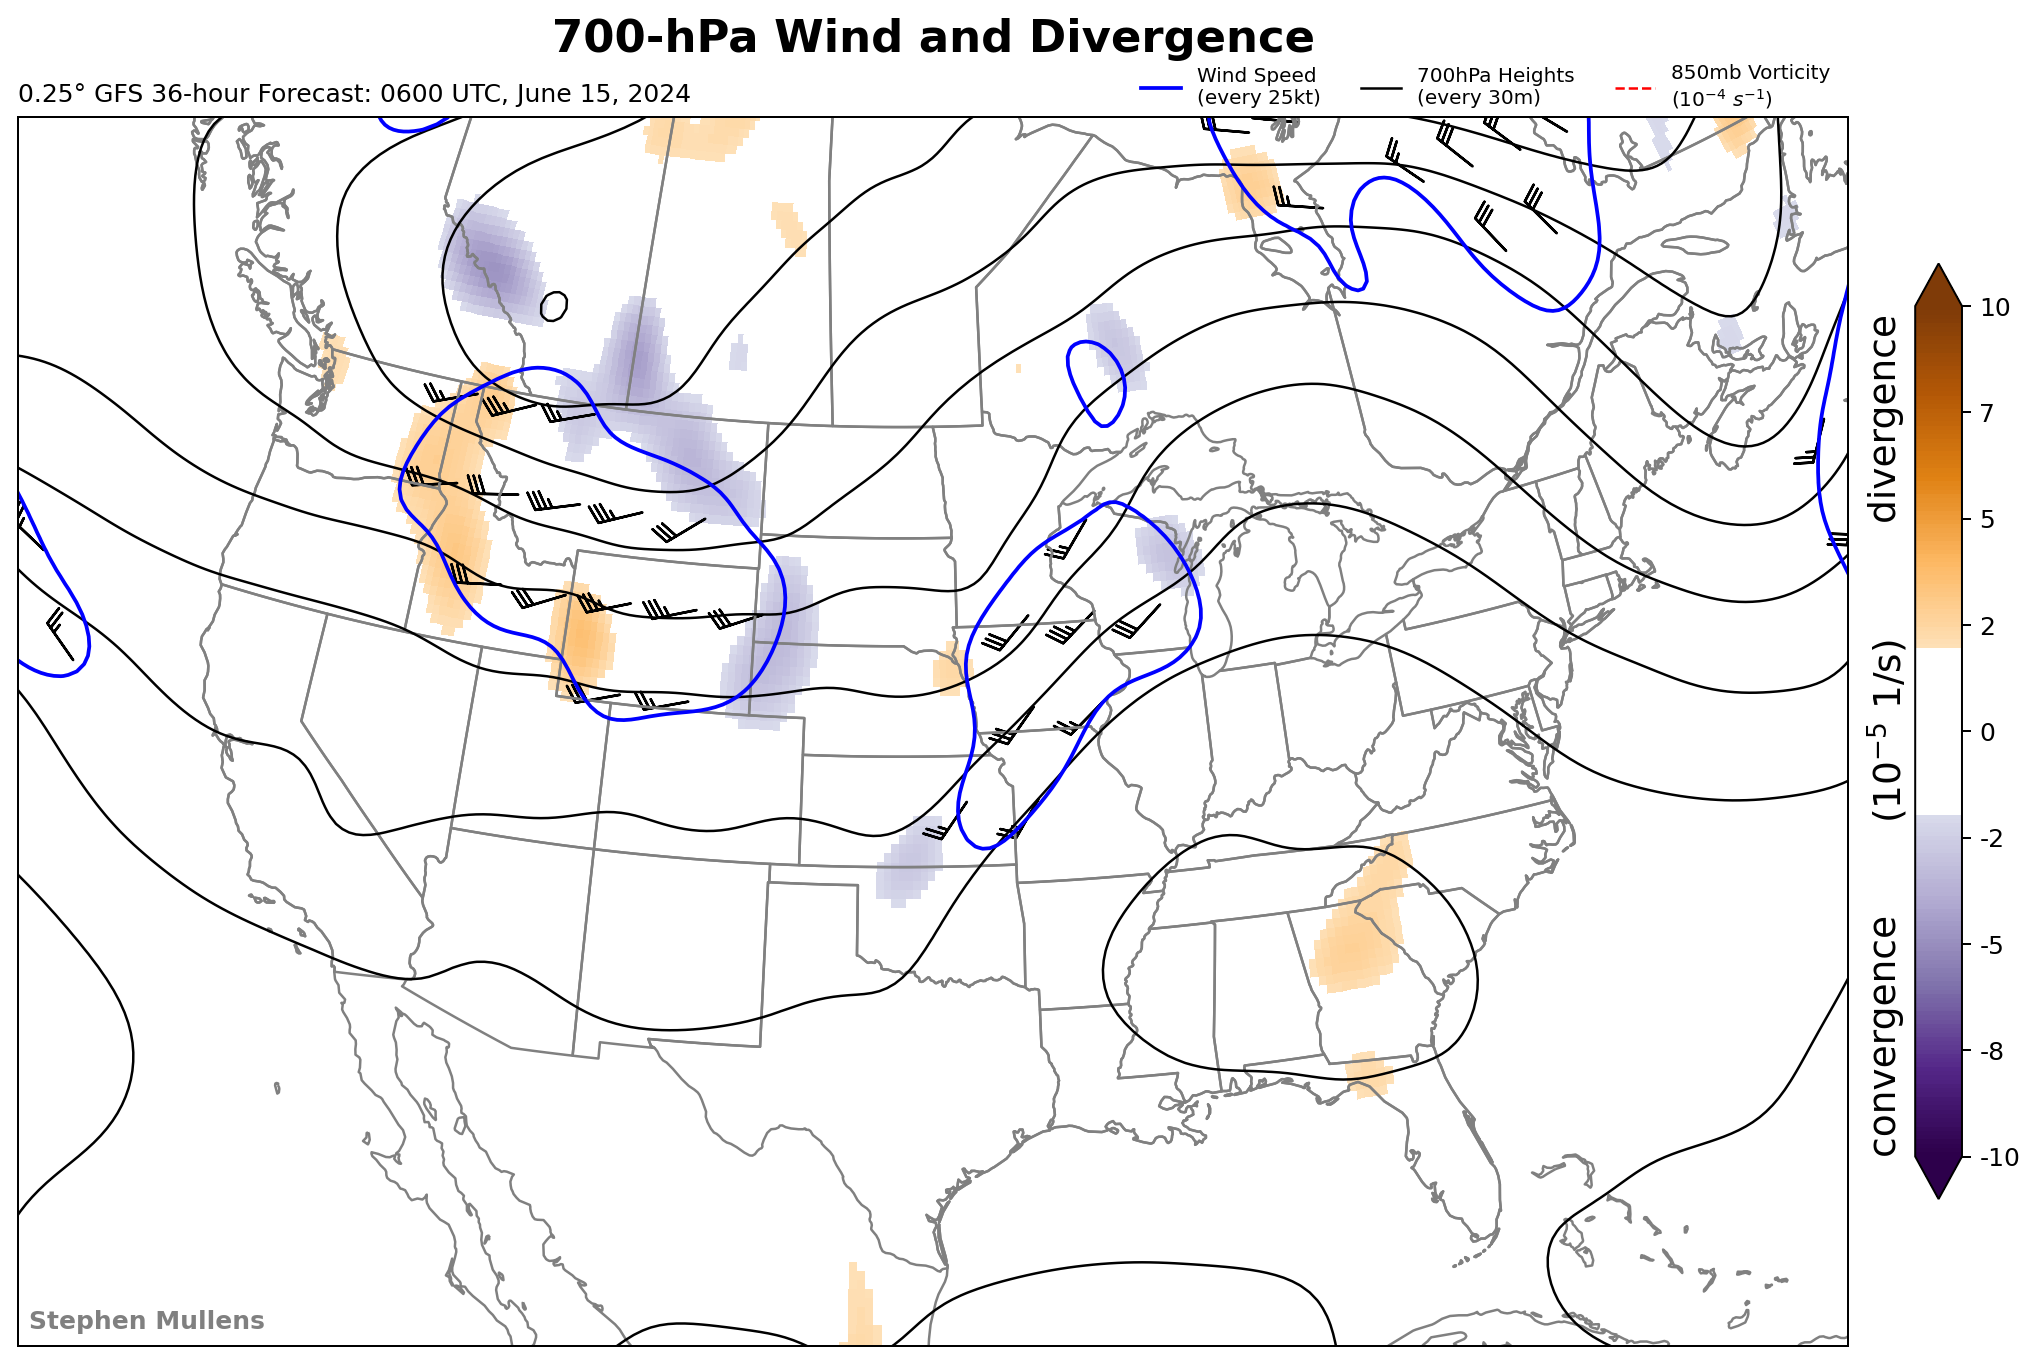 700-hPa Wind and Divergence
0.25° GFS 36-hour Forecast: 0600 UTC, June 15, 2024
Wind Speed
(every 25kt)
700hPa Heights
(every 30m)
850mb Vorticity
(10⁻⁴ s⁻¹)
10
7
5
2
0
-2
-5
-8
-10
convergence (10⁻⁵ 1/s) divergence
Stephen Mullens